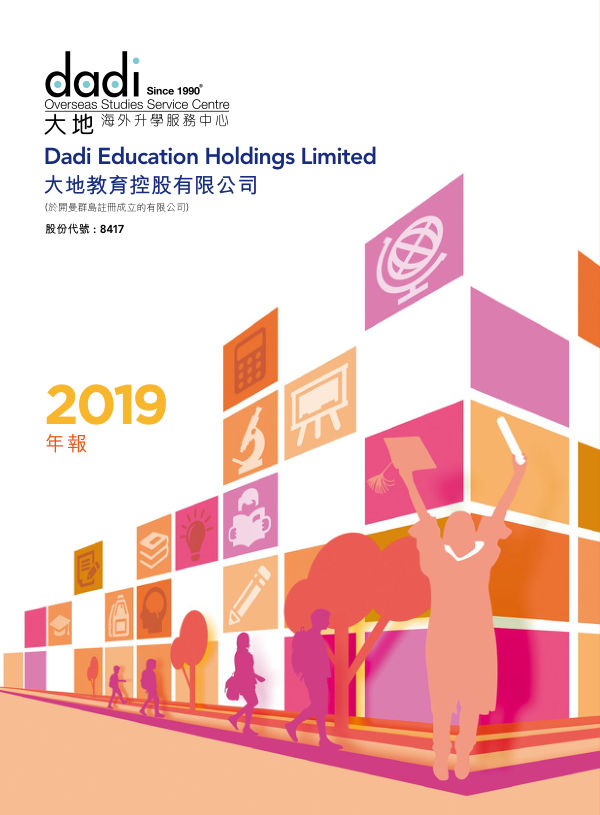 dadi Since 1990®
Overseas Studies Service Centre
大地 海外升學服務中心
Dadi Education Holdings Limited
大地教育控股有限公司
(於開曼群島註冊成立的有限公司)
股份代號：8417
2019
年報